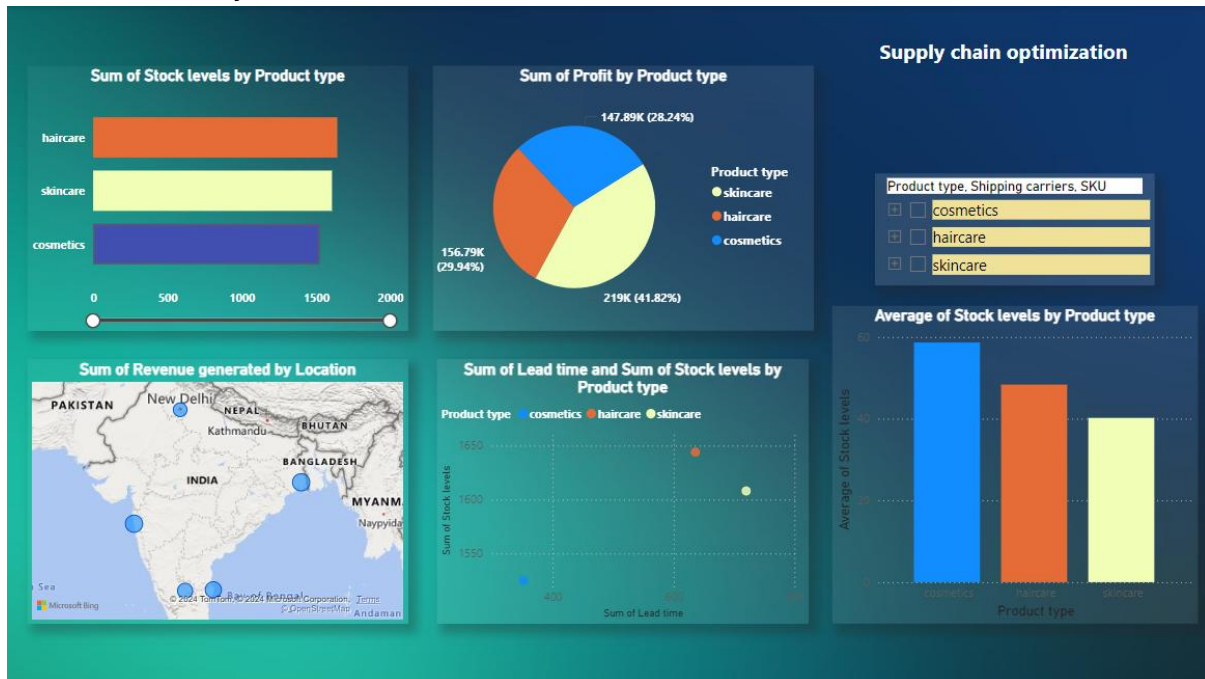 Supply chain optimization
Sum of Stock levels by Product type
haircare
skincare
cosmetics
0 500 1000 1500 2000
Sum of Profit by Product type
147.89K (28.24%)
156.79K
(29.94%)
219K (41.82%)
Product type
skincare
haircare
cosmetics
Product type, Shipping carriers, SKU
cosmetics
haircare
skincare
Sum of Revenue generated by Location
PAKISTAN
New Delhi
NEPAL
Kathmandu
BHUTAN
BANGLADESH
INDIA
MYANM
Naypyida
Sea
Bay of Bengal
Microsoft Bing
© 2024 TomTom, © 2024 Microsoft Corporation, Terms
© OpenStreetMap
Andaman
Sum of Lead time and Sum of Stock levels by
Product type
Product type cosmetics haircare skincare
Sum of Stock levels
1650
1600
1550
400 600 800
Sum of Lead time
Average of Stock levels by Product type
Average of Stock levels
60
40
20
0
cosmetics haircare skincare
Product type